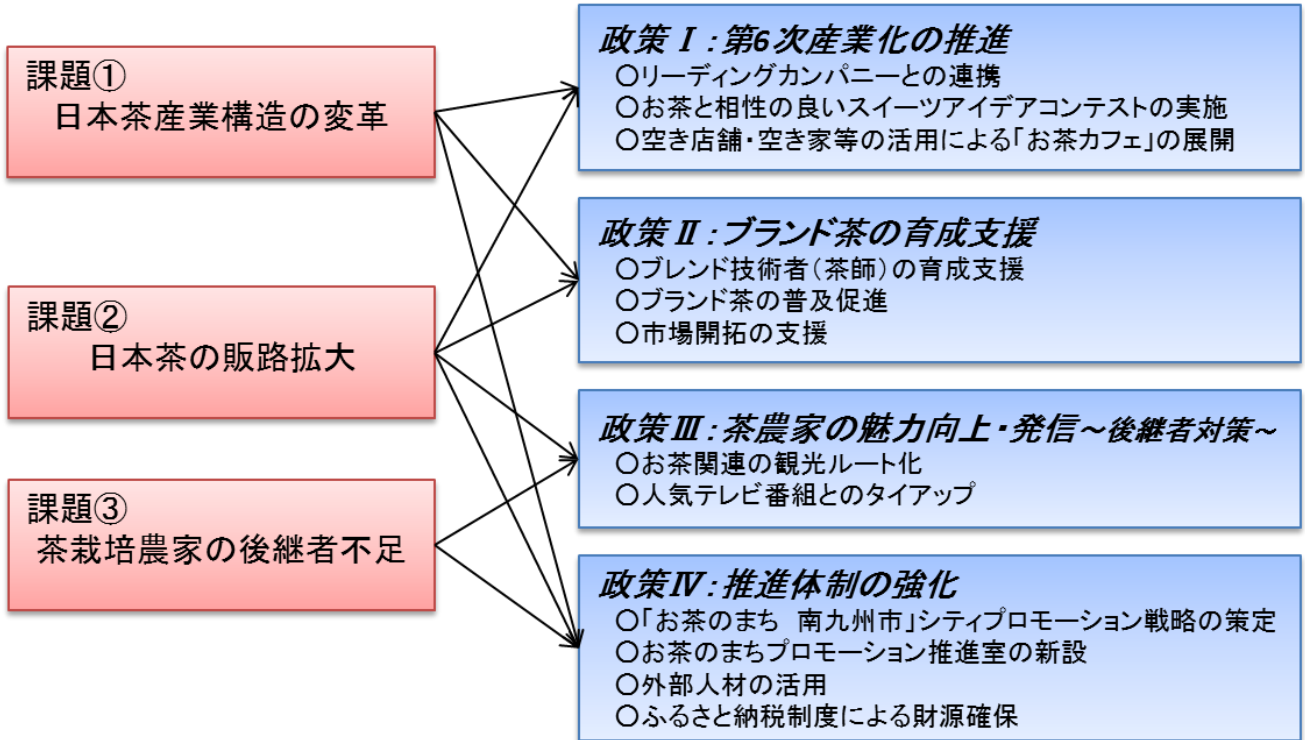 課題①
日本茶産業構造の変革
課題②
日本茶の販路拡大
課題③
茶栽培農家の後継者不足
政策Ⅰ:第6次産業化の推進
○リーディングカンパニーとの連携
○お茶と相性の良いスイーツアイデアコンテストの実施
○空き店舗・空き家等の活用による「お茶カフェ」の展開
政策Ⅱ:ブランド茶の育成支援
○ブレンド技術者(茶師)の育成支援
○ブランド茶の普及促進
○市場開拓の支援
政策Ⅲ:茶農家の魅力向上・発信~後継者対策~
○お茶関連の観光ルート化
○人気テレビ番組とのタイアップ
政策Ⅳ:推進体制の強化
○「お茶のまち 南九州市」シティプロモーション戦略の策定
○お茶のまちプロモーション推進室の新設
○外部人材の活用
○ふるさと納税制度による財源確保